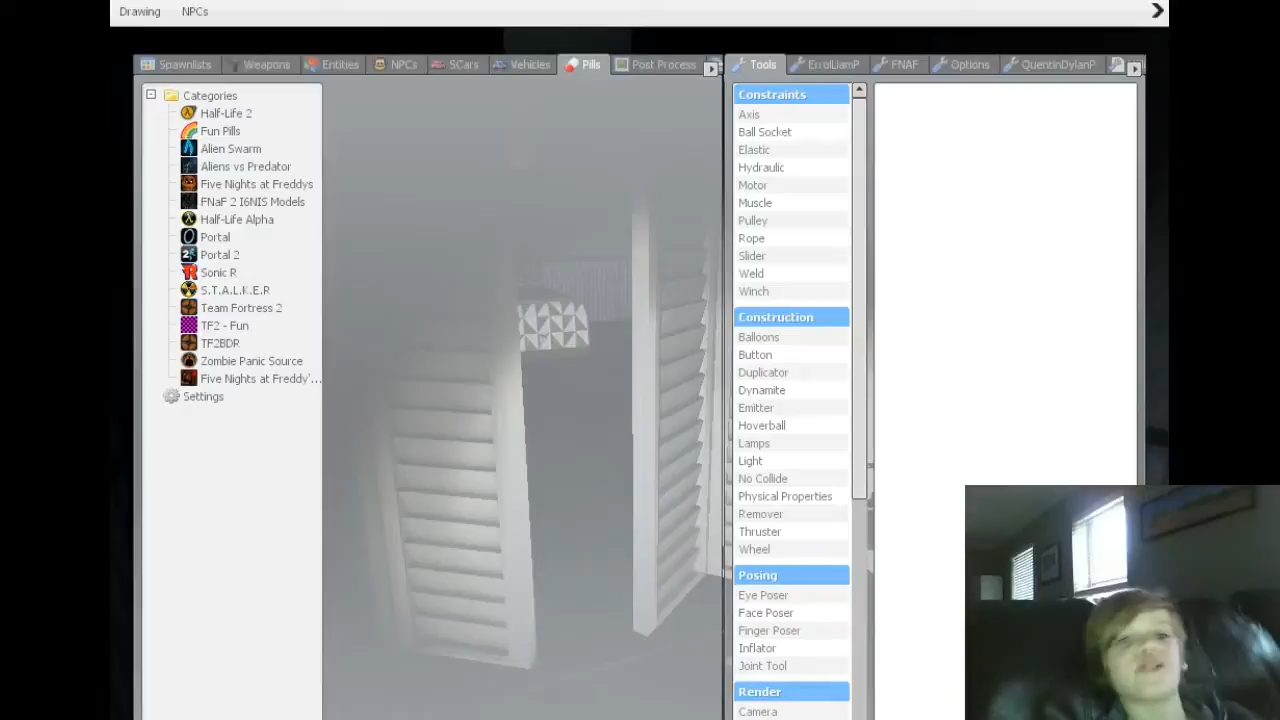 Drawing NPCs
Spawnlists Weapons Entities NPCs SCars Vehicles Pills Post Process Tools ErrolLiamP FNAF Options QuentinDylanP
Categories
Half-Life 2
Fun Pills
Alien Swarm
Aliens vs Predator
Five Nights at Freddys
FNaF 2 I6NIS Models
Half-Life Alpha
Portal
Portal 2
Sonic R
S.T.A.L.K.E.R
Team Fortress 2
TF2 - Fun
TF2BDR
Zombie Panic Source
Five Nights at Freddy'...
Settings
Constraints
Axis
Ball Socket
Elastic
Hydraulic
Motor
Muscle
Pulley
Rope
Slider
Weld
Winch
Construction
Balloons
Button
Duplicator
Dynamite
Emitter
Hoverball
Lamps
Light
No Collide
Physical Properties
Remover
Thruster
Wheel
Posing
Eye Poser
Face Poser
Finger Poser
Inflator
Joint Tool
Render
Camera